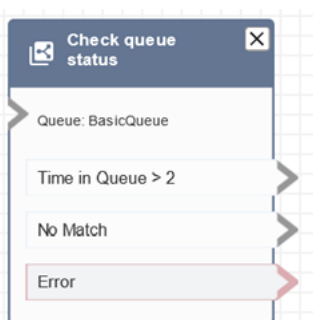 Check queue
status
Queue: BasicQueue
Time in Queue > 2
No Match
Error